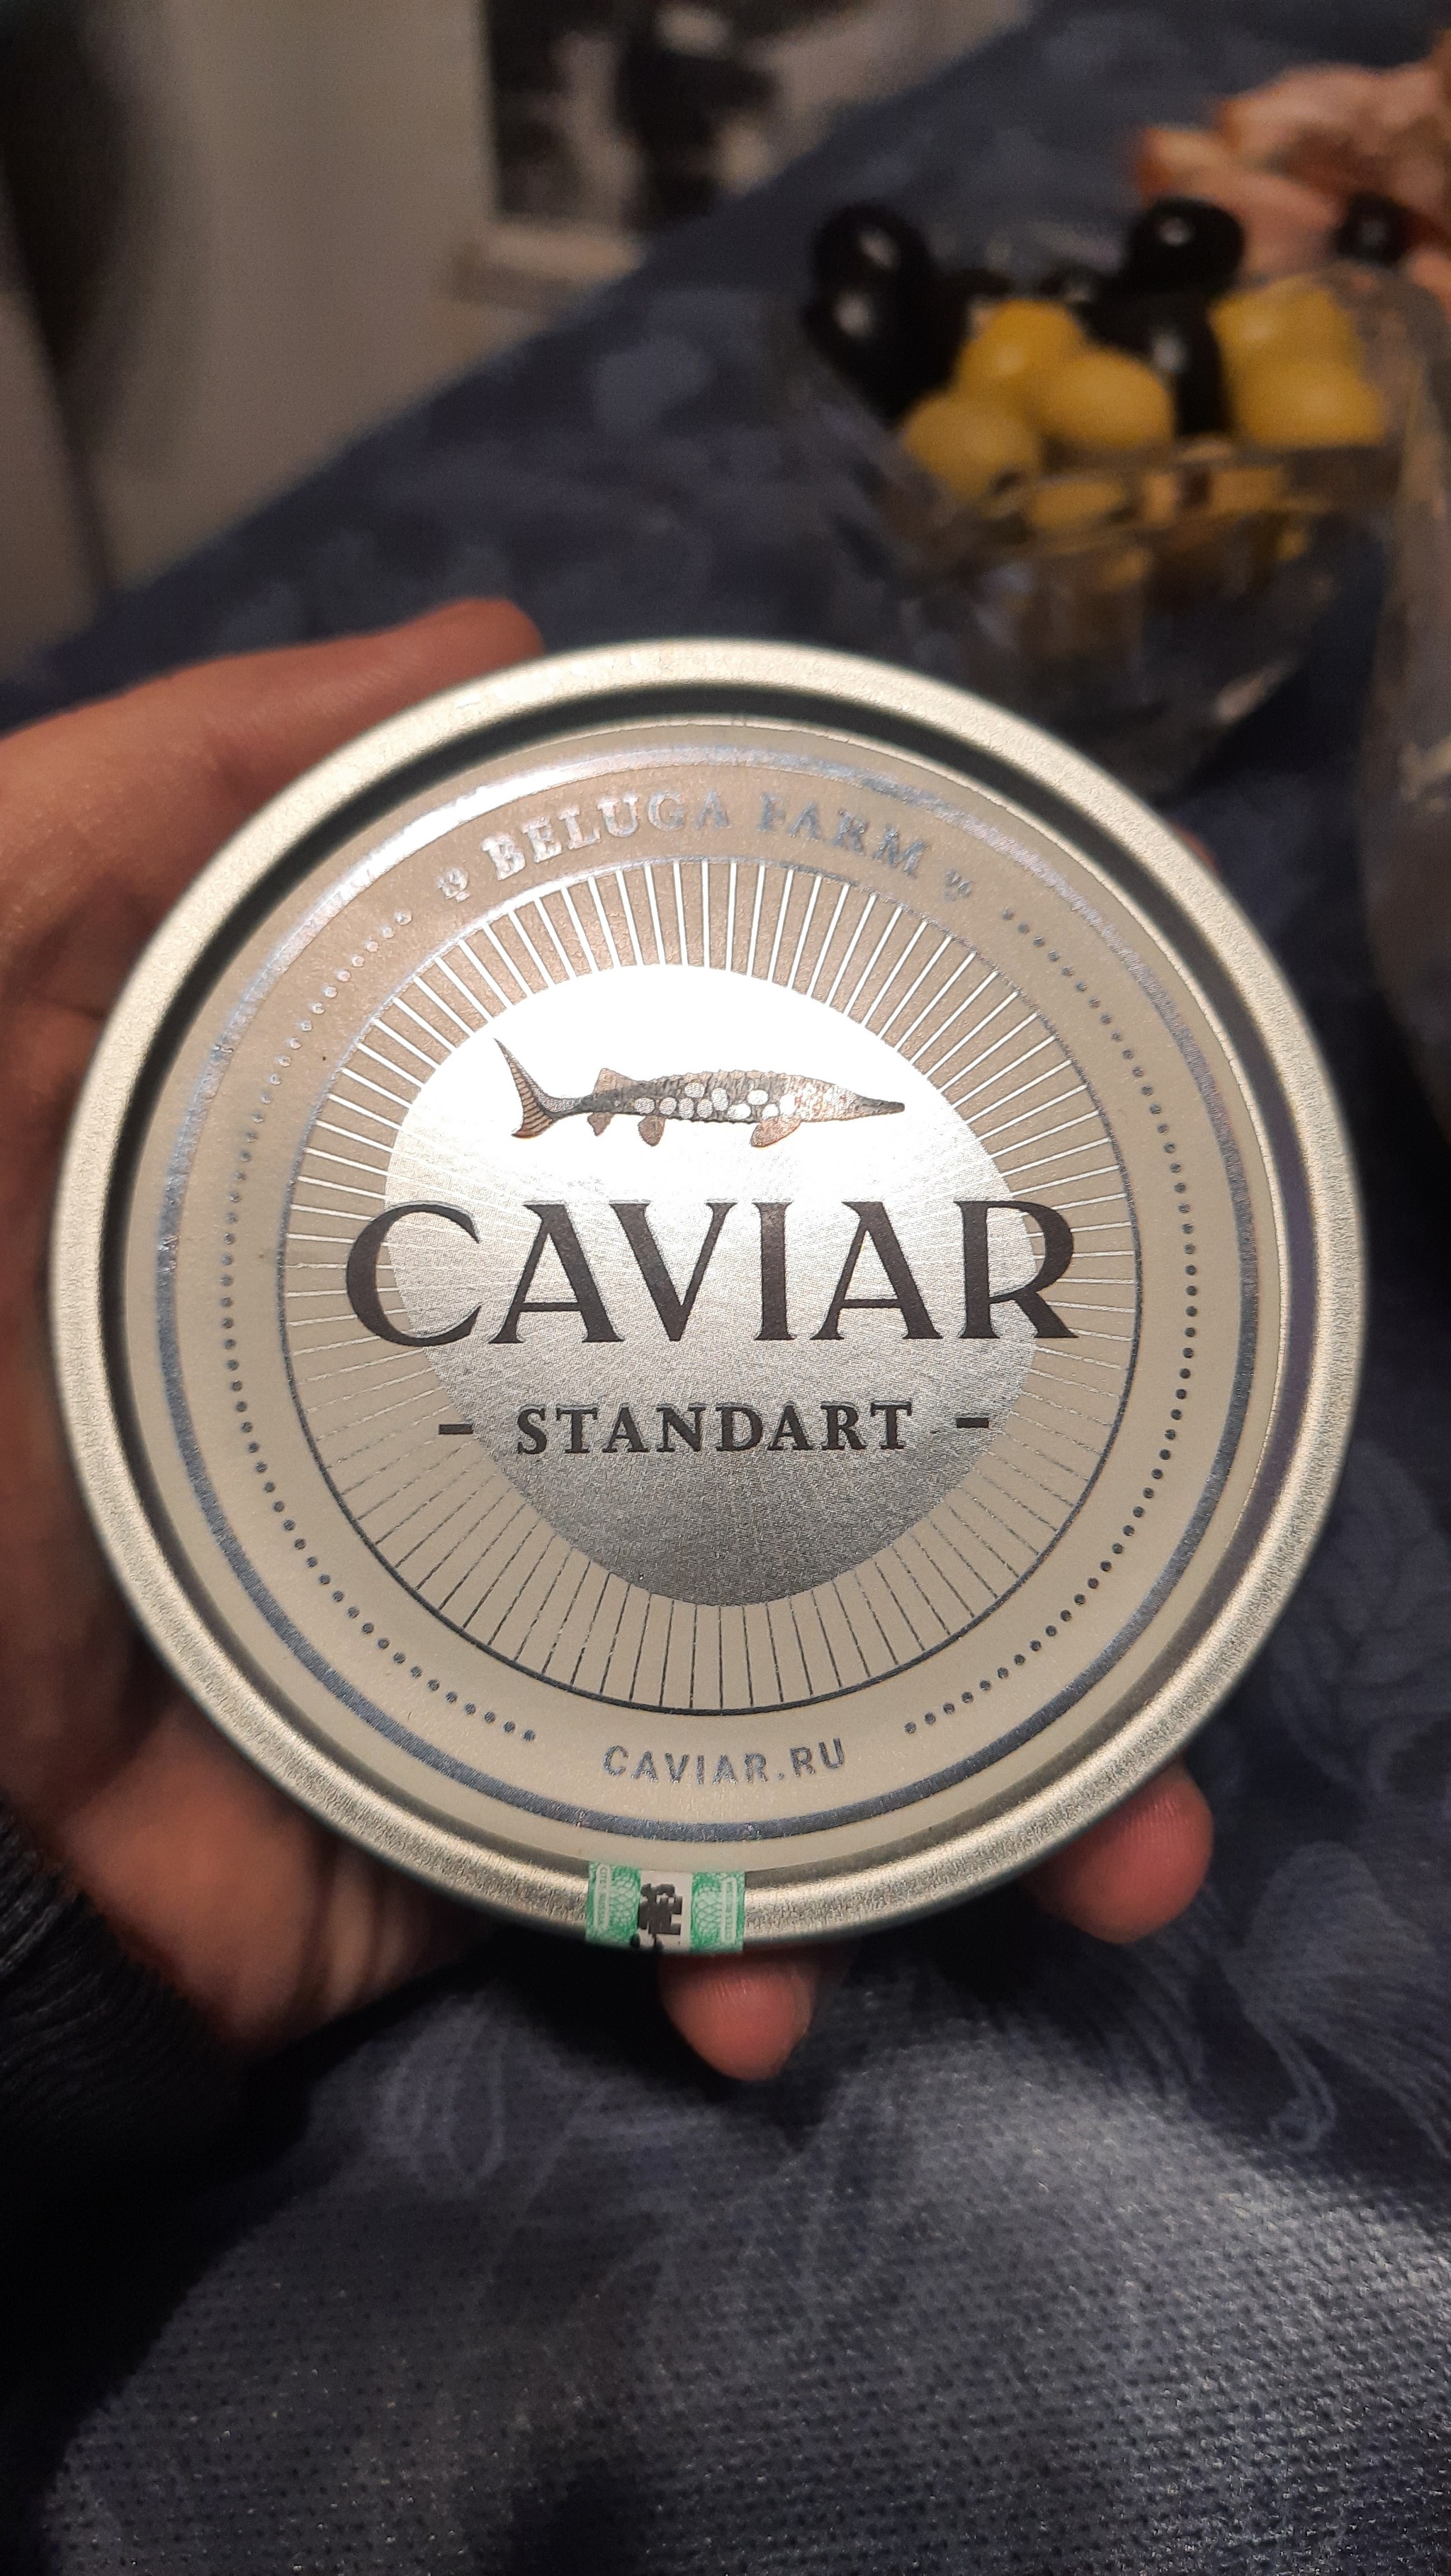 BELUGA FARM
CAVIAR
- STANDART -
CAVIAR.RU